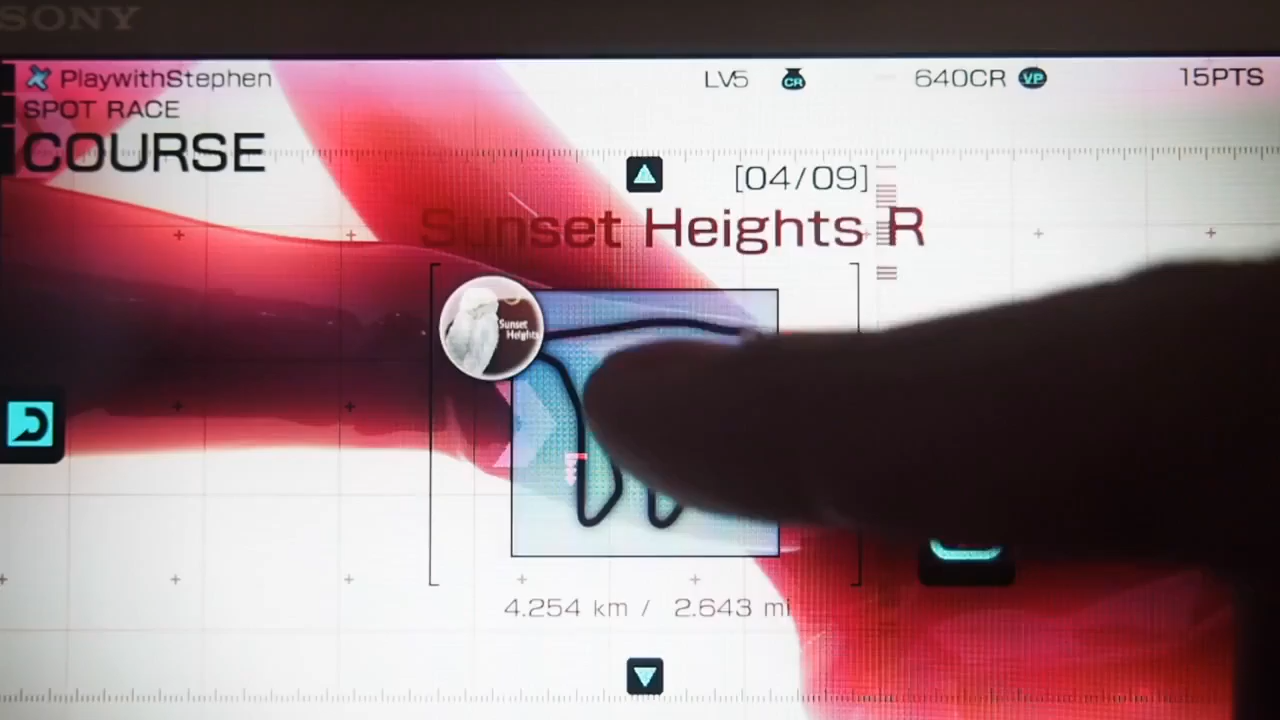 SONY
PlaywithStephen
LV5
CR
640CR
VP
15PTS
SPOT RACE
COURSE
[04/09]
Sunset Heights R
Sunset
Heights
4.254 km / 2.643 mi